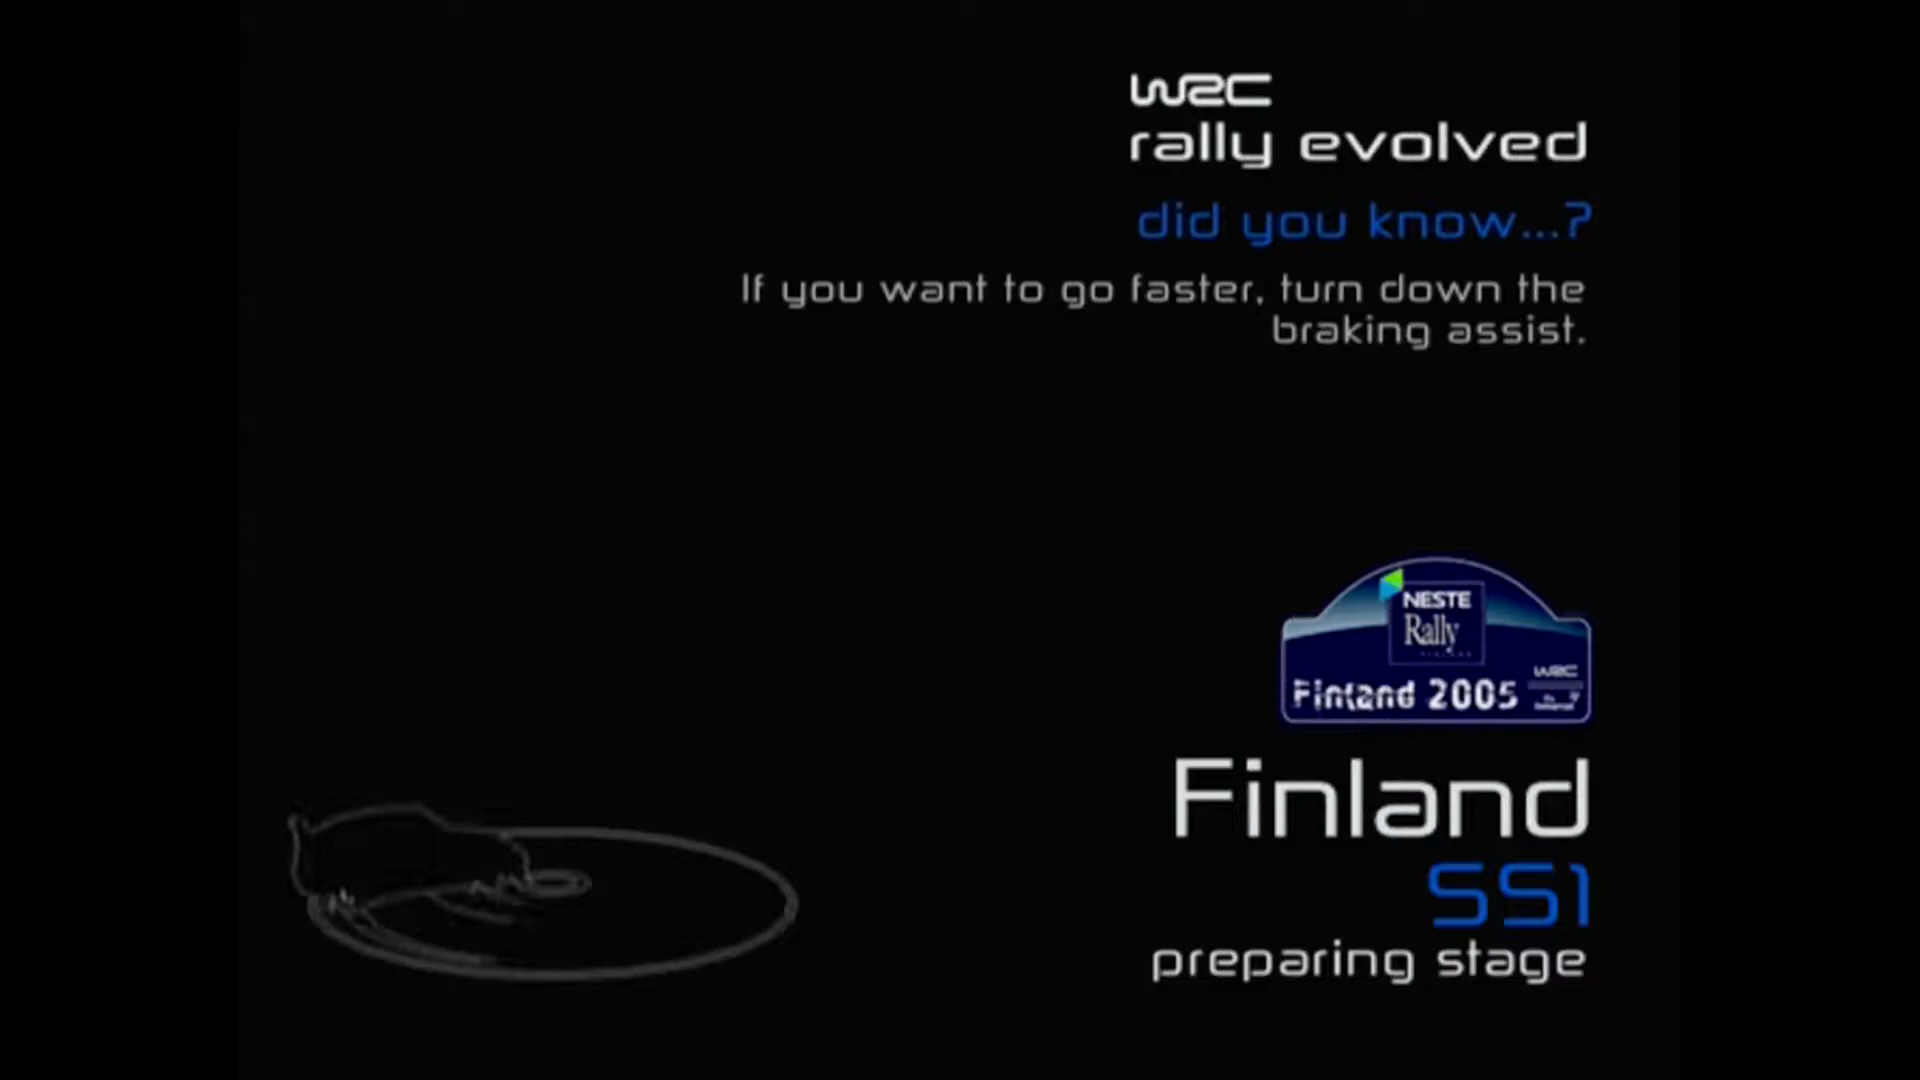 WRC
rally evolved
did you know...?
If you want to go faster, turn down the
braking assist.
NESTE
Rally
Finland 2005
WRC
Finland
SS1
preparing stage